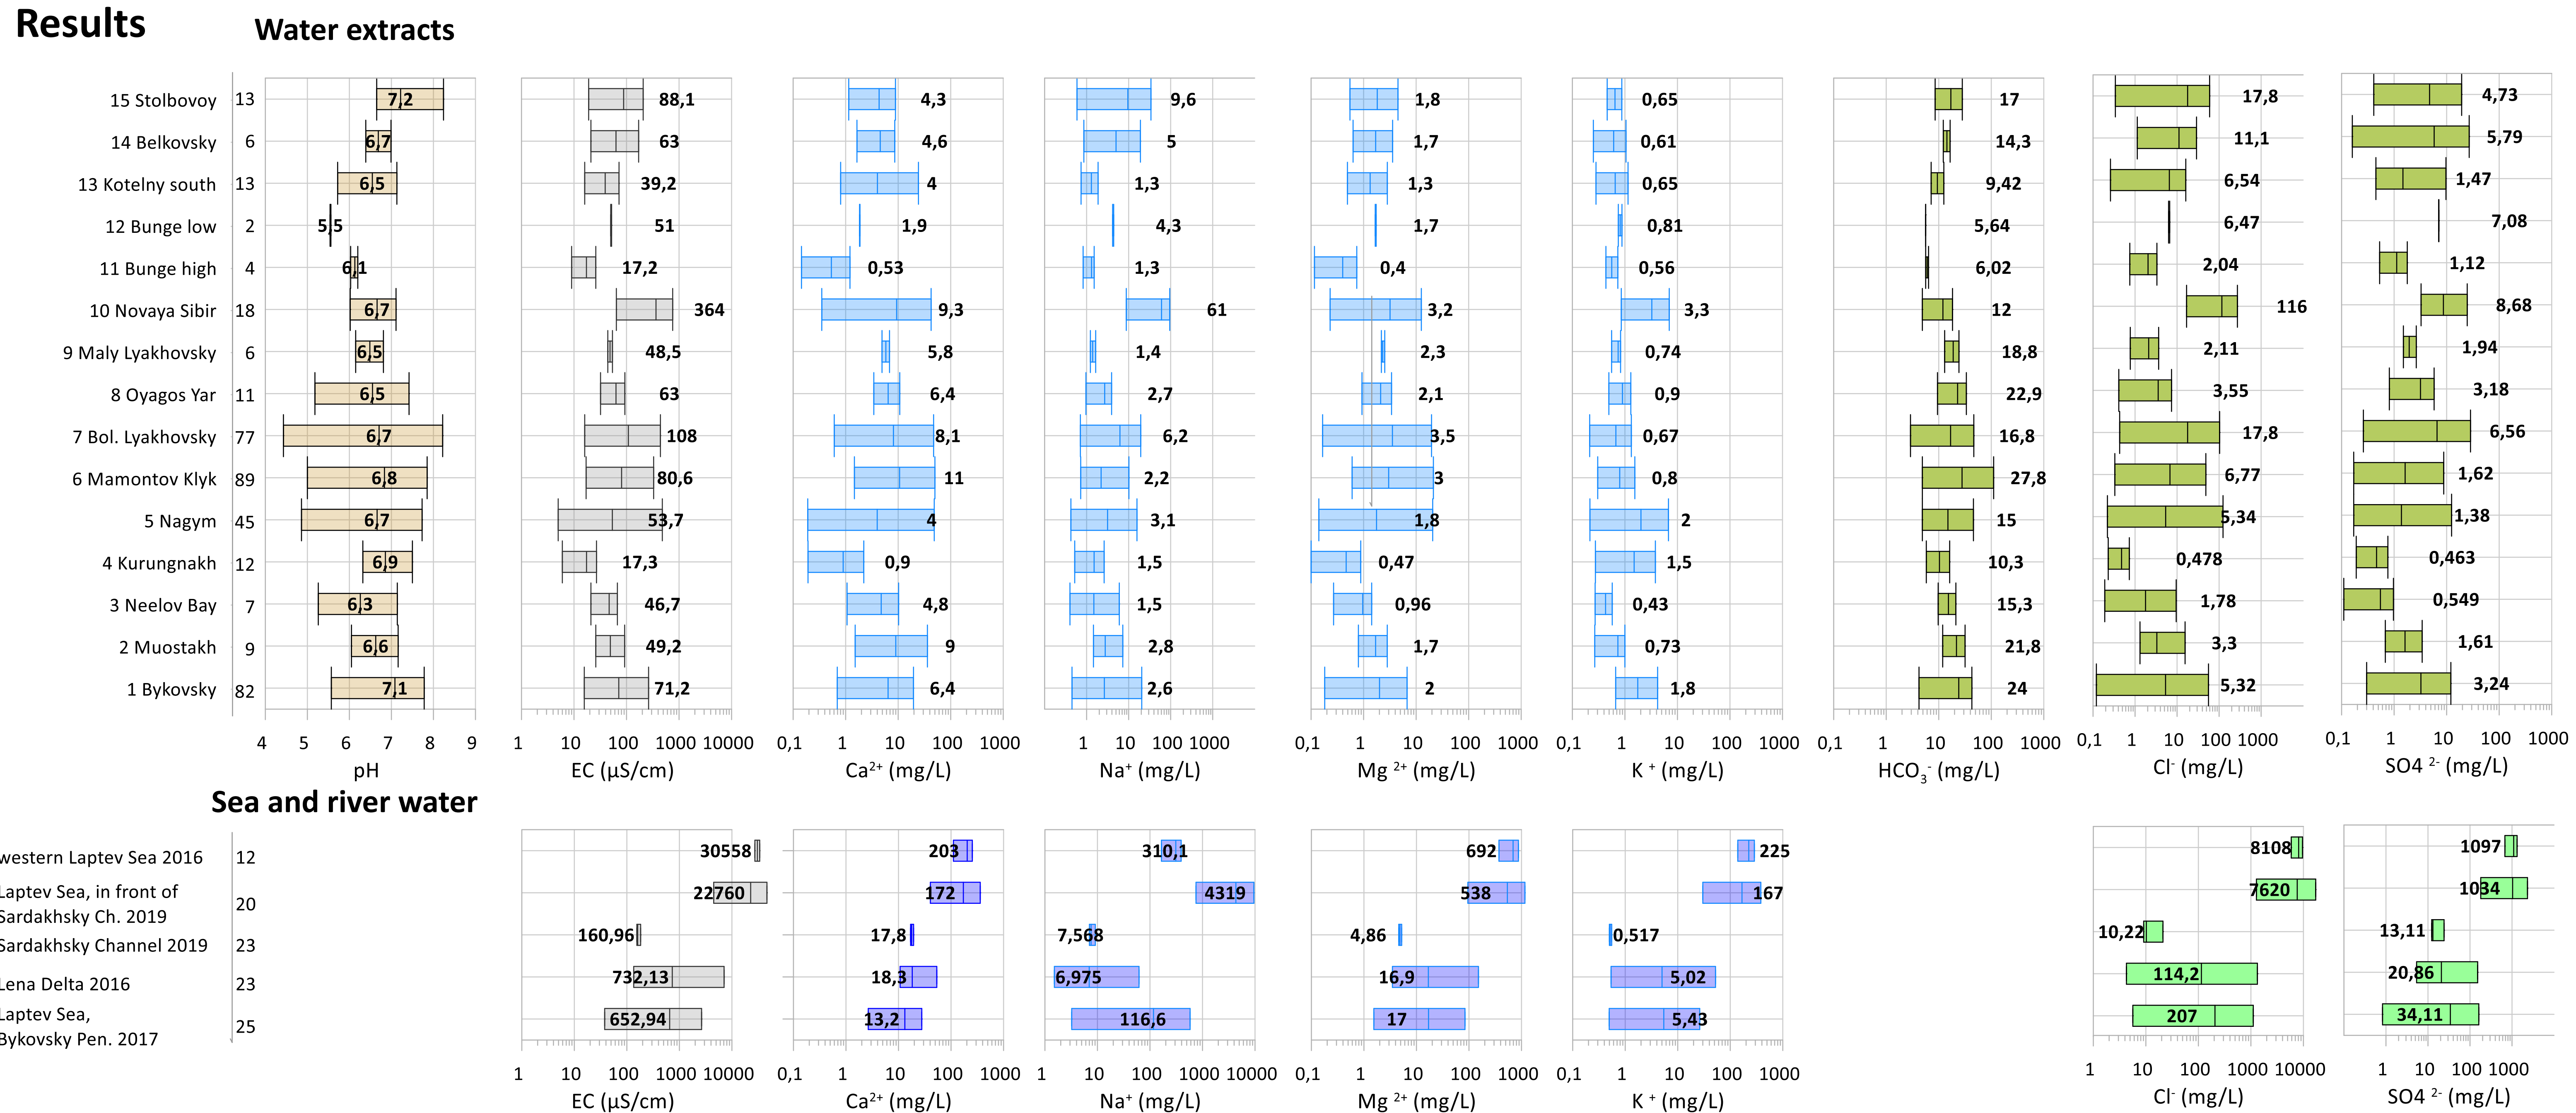 Results
Water extracts
15 Stolbovoy 13 7,2 88,1 4,3 9,6 1,8 0,65 17 17,8 4,73
14 Belkovsky 6 6,7 63 4,6 5 1,7 0,61 14,3 11,1 5,79
13 Kotelny south 13 6,5 39,2 4 1,3 1,3 0,65 9,42 6,54 1,47
12 Bunge low 2 5,5 51 1,9 4,3 1,7 0,81 5,64 6,47 7,08
11 Bunge high 4 6,1 17,2 0,53 1,3 0,4 0,56 6,02 2,04 1,12
10 Novaya Sibir 18 6,7 364 9,3 61 3,2 3,3 12 116 8,68
9 Maly Lyakhovsky 6 6,5 48,5 5,8 1,4 2,3 0,74 18,8 2,11 1,94
8 Oyagos Yar 11 6,5 63 6,4 2,7 2,1 0,9 22,9 3,55 3,18
7 Bol. Lyakhovsky 77 6,7 108 8,1 6,2 3,5 0,67 16,8 17,8 6,56
6 Mamontov Klyk 89 6,8 80,6 11 2,2 3 0,8 27,8 6,77 1,62
5 Nagym 45 6,7 53,7 4 3,1 1,8 2 15 5,34 1,38
4 Kurungnakh 12 6,9 17,3 0,9 1,5 0,47 1,5 10,3 0,478 0,463
3 Neelov Bay 7 6,3 46,7 4,8 1,5 0,96 0,43 15,3 1,78 0,549
2 Muostakh 9 6,6 49,2 9 2,8 1,7 0,73 21,8 3,3 1,61
1 Bykovsky 82 7,1 71,2 6,4 2,6 2 1,8 24 5,32 3,24
4 5 6 7 8 9 1 10 100 1000 10000 0,1 1 10 100 1000 1 10 100 1000 0,1 1 10 100 1000 0,1 1 10 100 1000 1 10 100 1000 0,1 1 10 100 1000 0,1 1 10 100 1000
pH EC (µS/cm) Ca²⁺ (mg/L) Na⁺ (mg/L) Mg ²⁺ (mg/L) K ⁺ (mg/L) HCO₃⁻ (mg/L) Cl⁻ (mg/L) SO4 ²⁻ (mg/L)
Sea and river water
western Laptev Sea 2016 12 30558 203 310,1 692 225 8108 1097
Laptev Sea, in front of
Sardakhsky Ch. 2019 20 22760 172 4319 538 167 7620 1034
Sardakhsky Channel 2019 23 160,96 17,8 7,568 4,86 0,517 10,22 13,11
Lena Delta 2016 23 732,13 18,3 6,975 16,9 5,02 114,2 20,86
Laptev Sea,
Bykovsky Pen. 2017 25 652,94 13,2 116,6 17 5,43 207 34,11
1 10 100 1000 10000 0,1 1 10 100 1000 1 10 100 1000 10000 0,1 1 10 100 1000 0,1 1 10 100 1000 1 10 100 1000 10000 1 10 100 1000
EC (µS/cm) Ca²⁺ (mg/L) Na⁺ (mg/L) Mg ²⁺ (mg/L) K ⁺ (mg/L) Cl⁻ (mg/L) SO4 ²⁻ (mg/L)